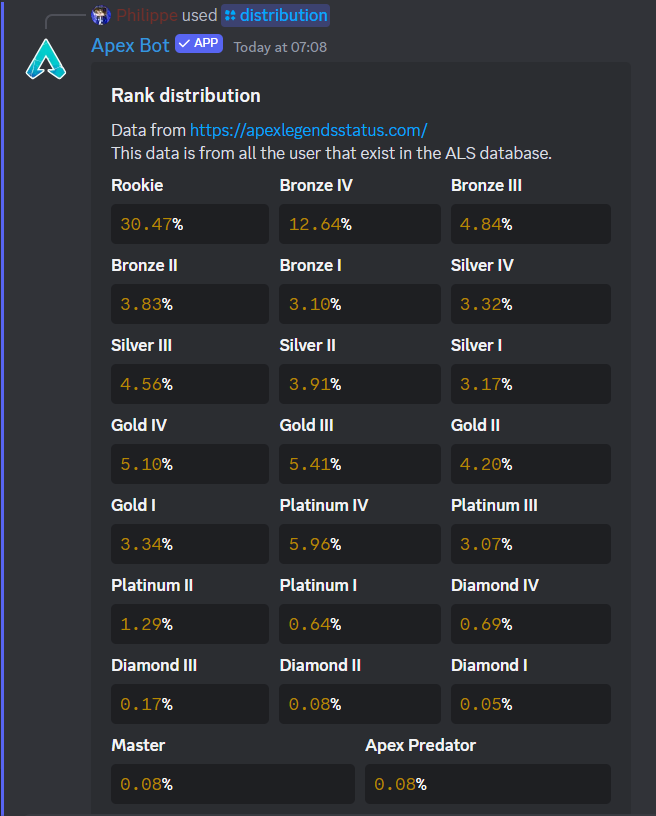 Philippe used distribution
Apex Bot APP Today at 07:08
Rank distribution
Data from https://apexlegendsstatus.com/
This data is from all the user that exist in the ALS database.
Rookie Bronze IV Bronze III
30.47% 12.64% 4.84%
Bronze II Bronze I Silver IV
3.83% 3.10% 3.32%
Silver III Silver II Silver I
4.56% 3.91% 3.17%
Gold IV Gold III Gold II
5.10% 5.41% 4.20%
Gold I Platinum IV Platinum III
3.34% 5.96% 3.07%
Platinum II Platinum I Diamond IV
1.29% 0.64% 0.69%
Diamond III Diamond II Diamond I
0.17% 0.08% 0.05%
Master Apex Predator
0.08% 0.08%